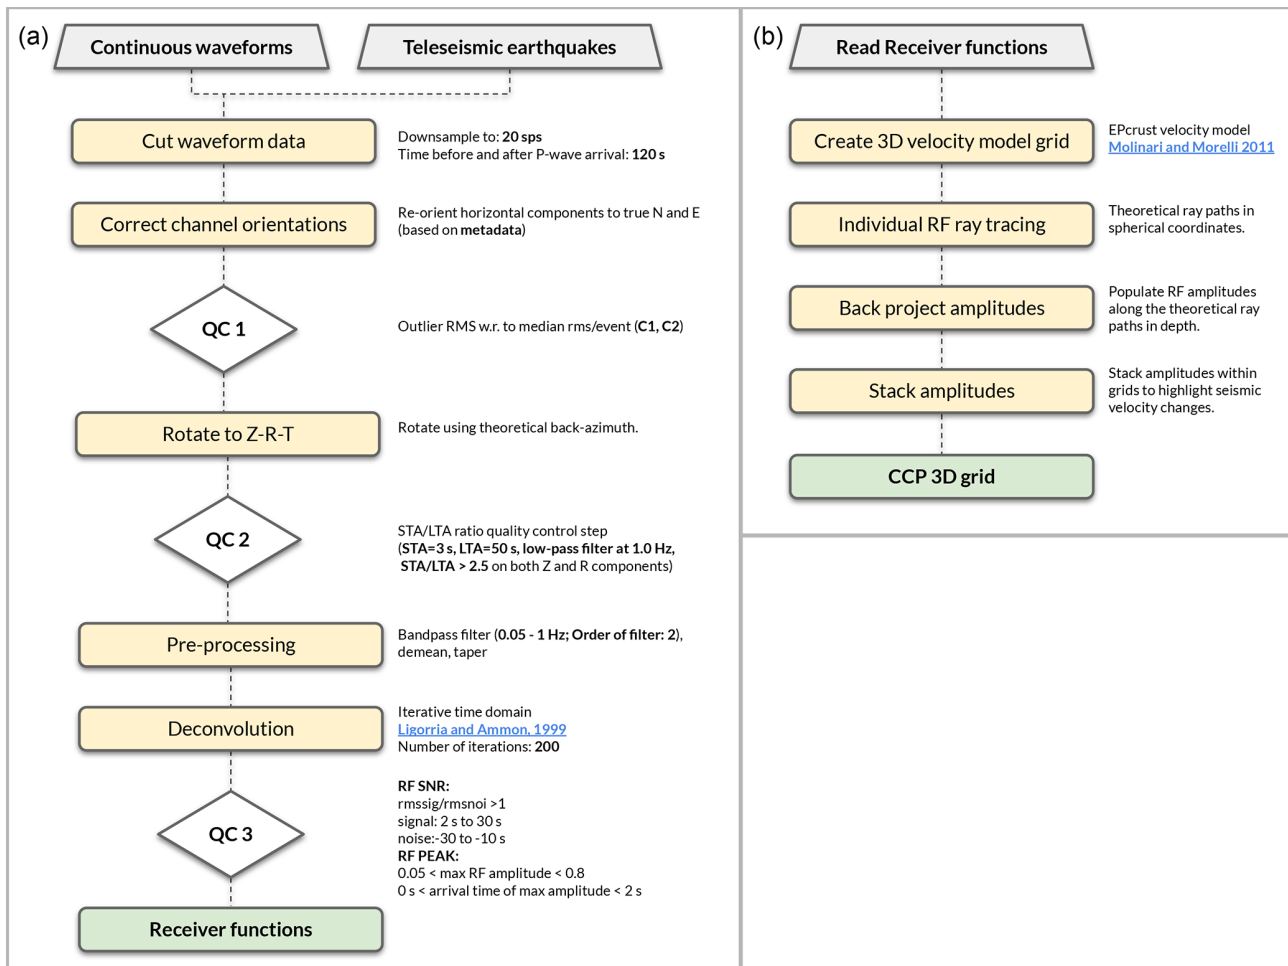 (a)
Continuous waveforms
Teleseismic earthquakes
Cut waveform data
Downsample to: 20 sps
Time before and after P-wave arrival: 120 s
Correct channel orientations
Re-orient horizontal components to true N and E
(based on metadata)
QC 1
Outlier RMS w.r. to median rms/event (C1, C2)
Rotate to Z-R-T
Rotate using theoretical back-azimuth.
QC 2
STA/LTA ratio quality control step
(STA=3 s, LTA=50 s, low-pass filter at 1.0 Hz,
STA/LTA > 2.5 on both Z and R components)
Pre-processing
Bandpass filter (0.05 - 1 Hz; Order of filter: 2),
demean, taper
Deconvolution
Iterative time domain
Ligorria and Ammon, 1999
Number of iterations: 200
QC 3
RF SNR:
rmssig/rmsnoi >1
signal: 2 s to 30 s
noise:-30 to -10 s
RF PEAK:
0.05 < max RF amplitude < 0.8
0 s < arrival time of max amplitude < 2 s
Receiver functions
(b)
Read Receiver functions
Create 3D velocity model grid
EPcrust velocity model
Molinari and Morelli 2011
Individual RF ray tracing
Theoretical ray paths in
spherical coordinates.
Back project amplitudes
Populate RF amplitudes
along the theoretical ray
paths in depth.
Stack amplitudes
Stack amplitudes within
grids to highlight seismic
velocity changes.
CCP 3D grid